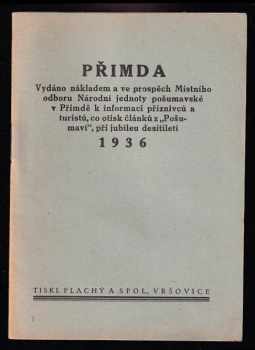 PŘIMDA
Vydáno nákladem a ve prospěch Místního
odboru Národní jednoty pošumavské
v Přimdě k informaci příznivců a
turistů, co otisk článků z „Pošu-
maví", při jubileu desítiletí
1936
TISKL PLACHÝ A SPOL. VRŠOVICE